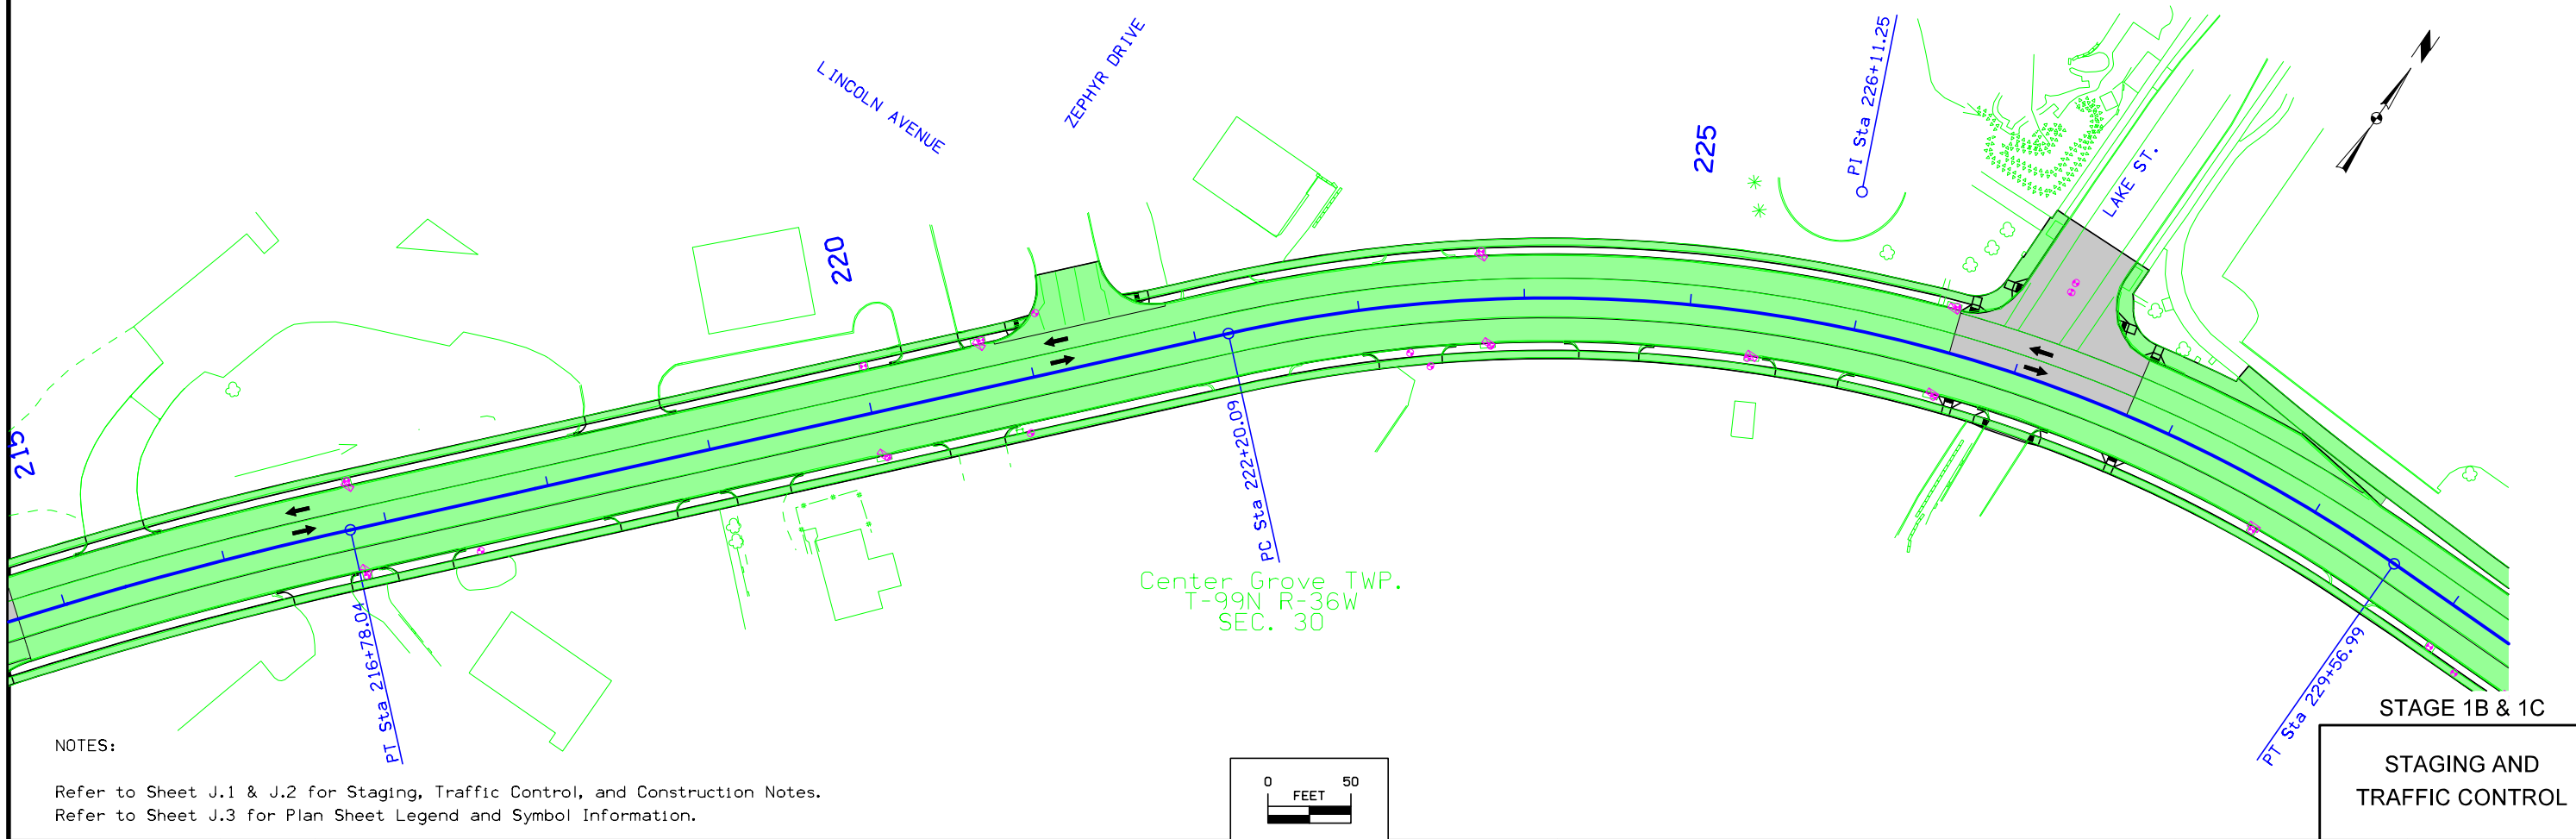 LINCOLN AVENUE
ZEPHYR DRIVE
225
PI Sta 226+11.25
N
LAKE ST.
220
215
PT Sta 216+78.04
PC Sta 222+20.09
Center Grove TWP.
T-99N R-36W
SEC. 30
PT Sta 229+56.99
STAGE 1B & 1C
STAGING AND
TRAFFIC CONTROL
NOTES:
Refer to Sheet J.1 & J.2 for Staging, Traffic Control, and Construction Notes.
Refer to Sheet J.3 for Plan Sheet Legend and Symbol Information.
0 50
FEET